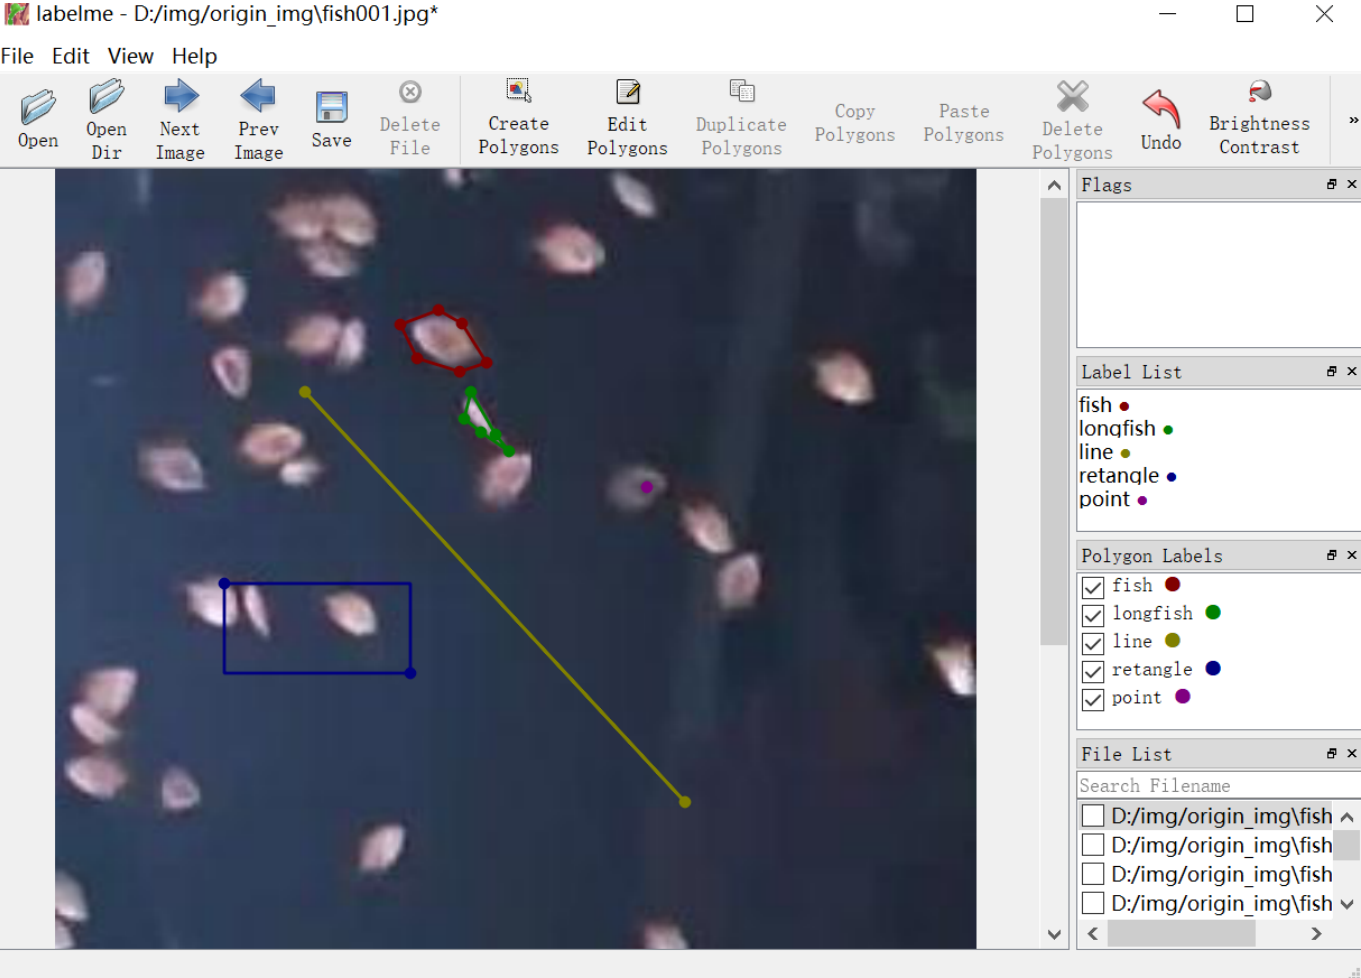 labelme - D:/img/origin_img\fish001.jpg*
File Edit View Help
Open
Open Dir
Next Image
Prev Image
Save
Delete File
Create Polygons
Edit Polygons
Duplicate Polygons
Copy Polygons
Paste Polygons
Delete Polygons
Undo
Brightness Contrast
»
Flags
Label List
fish
longfish
line
retangle
point
Polygon Labels
fish
longfish
line
retangle
point
File List
Search Filename
D:/img/origin_img\fish
D:/img/origin_img\fish
D:/img/origin_img\fish
D:/img/origin_img\fish